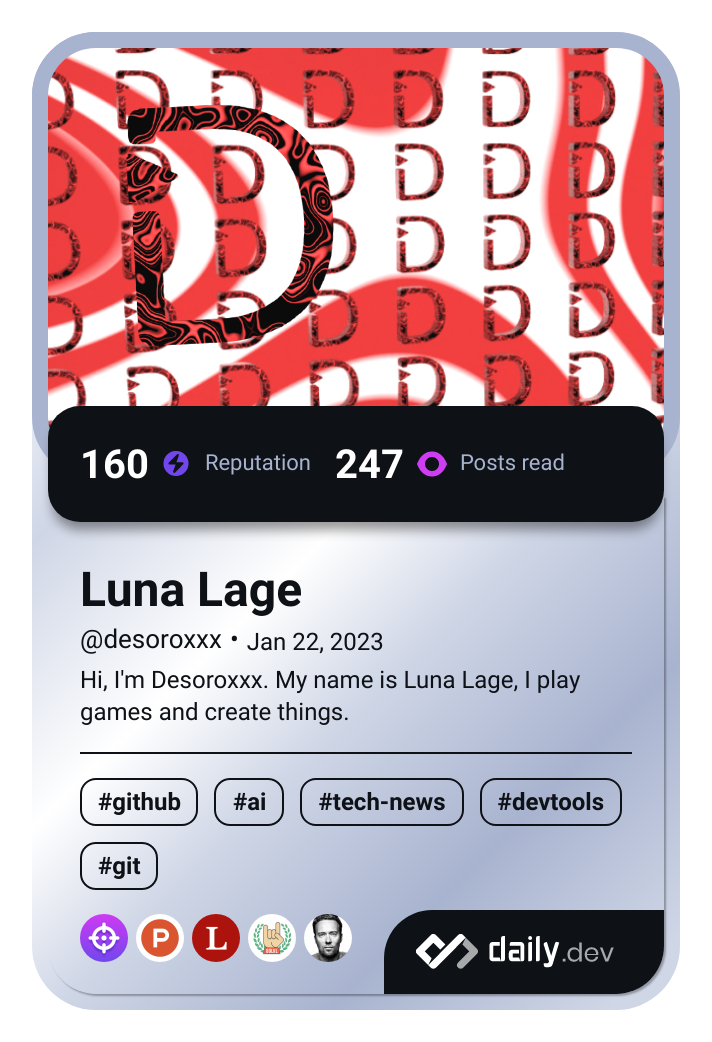 D
160 Reputation 247 Posts read
Luna Lage
@desoroxxx • Jan 22, 2023
Hi, I'm Desoroxxx. My name is Luna Lage, I play
games and create things.
#github #ai #tech-news #devtools
#git
P L
daily.dev